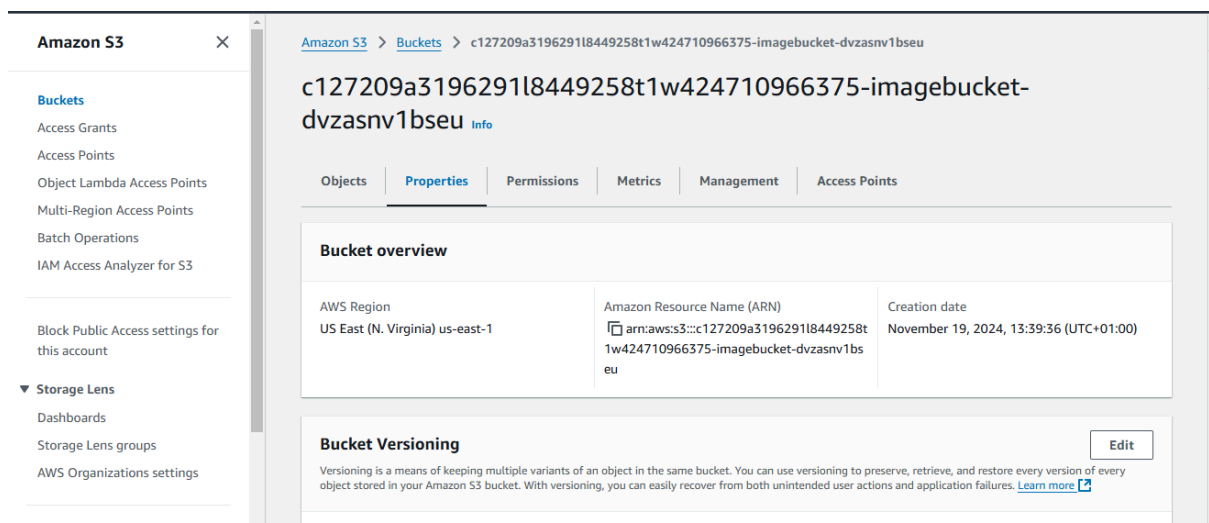 Amazon S3
Buckets
Access Grants
Access Points
Object Lambda Access Points
Multi-Region Access Points
Batch Operations
IAM Access Analyzer for S3
Block Public Access settings for
this account
Storage Lens
Dashboards
Storage Lens groups
AWS Organizations settings
Amazon S3 > Buckets > c127209a3196291l8449258t1w424710966375-imagebucket-dvzasnv1bseu
c127209a3196291l8449258t1w424710966375-imagebucket-
dvzasnv1bseu Info
Objects Properties Permissions Metrics Management Access Points
Bucket overview
AWS Region
US East (N. Virginia) us-east-1
Amazon Resource Name (ARN)
arn:aws:s3:::c127209a3196291l8449258t
1w424710966375-imagebucket-dvzasnv1bs
eu
Creation date
November 19, 2024, 13:39:36 (UTC+01:00)
Bucket Versioning
Edit
Versioning is a means of keeping multiple variants of an object in the same bucket. You can use versioning to preserve, retrieve, and restore every version of every
object stored in your Amazon S3 bucket. With versioning, you can easily recover from both unintended user actions and application failures. Learn more